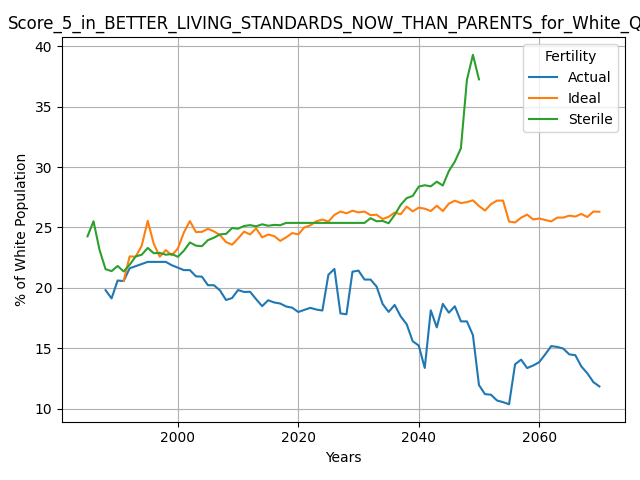 Score_5_in_BETTER_LIVING_STANDARDS_NOW_THAN_PARENTS_for_White_Q
40
35
30
25
20
15
10
% of White Population
Fertility
Actual
Ideal
Sterile
2000 2020 2040 2060
Years